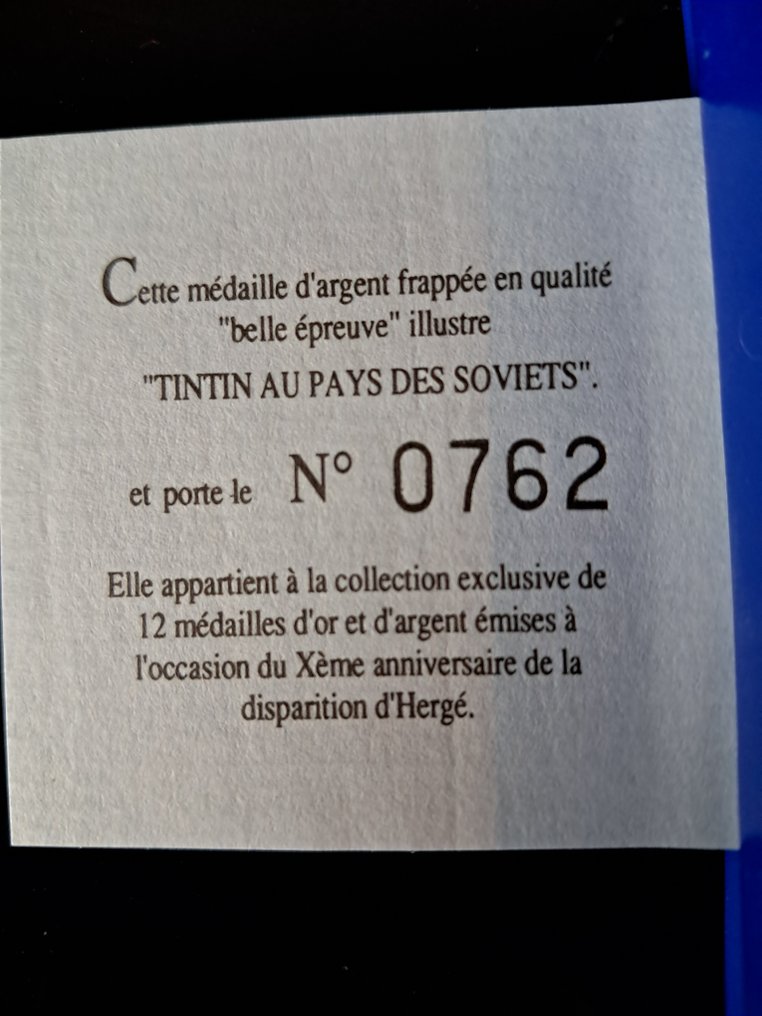 Cette médaille d'argent frappée en qualité
"belle épreuve" illustre
"TINTIN AU PAYS DES SOVIETS".
et porte le N° 0762
Elle appartient à la collection exclusive de
12 médailles d'or et d'argent émises à
l'occasion du Xème anniversaire de la
disparition d'Hergé.